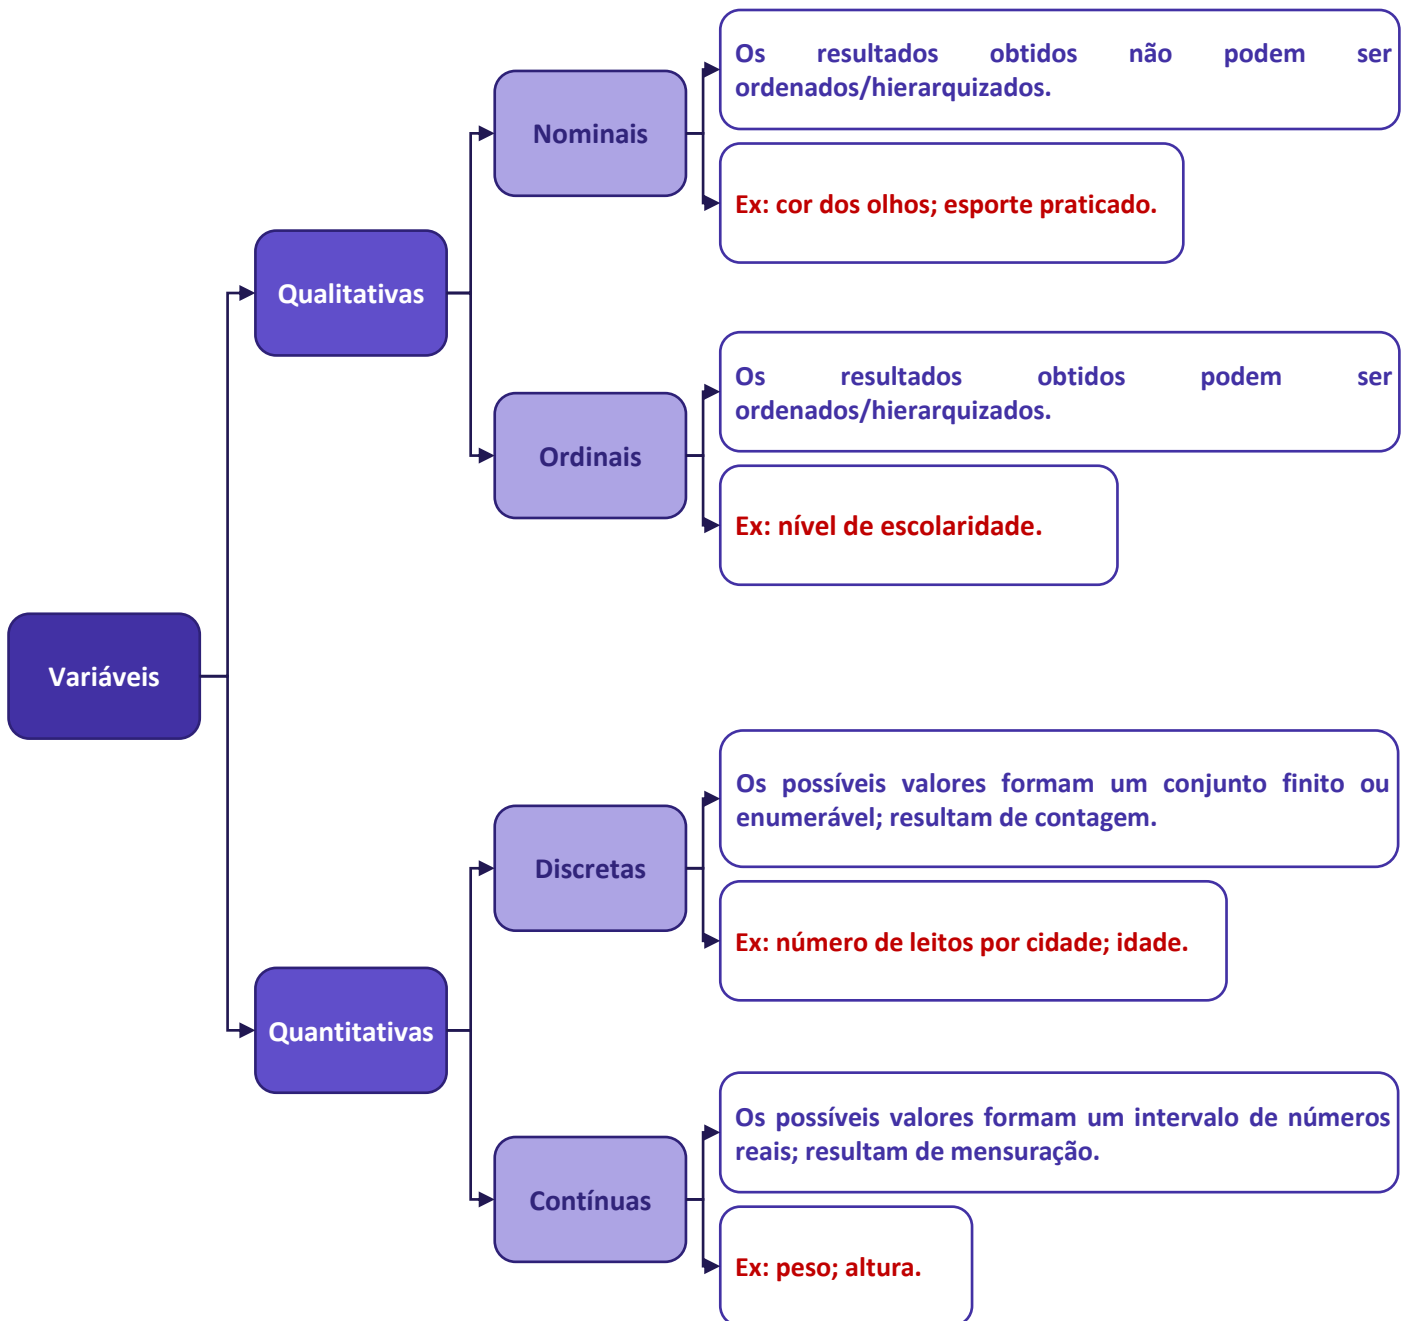 Variáveis
Qualitativas
Nominais
Os resultados obtidos não podem ser
ordenados/hierarquizados.
Ex: cor dos olhos; esporte praticado.
Ordinais
Os resultados obtidos podem ser
ordenados/hierarquizados.
Ex: nível de escolaridade.
Quantitativas
Discretas
Os possíveis valores formam um conjunto finito ou
enumerável; resultam de contagem.
Ex: número de leitos por cidade; idade.
Contínuas
Os possíveis valores formam um intervalo de números
reais; resultam de mensuração.
Ex: peso; altura.